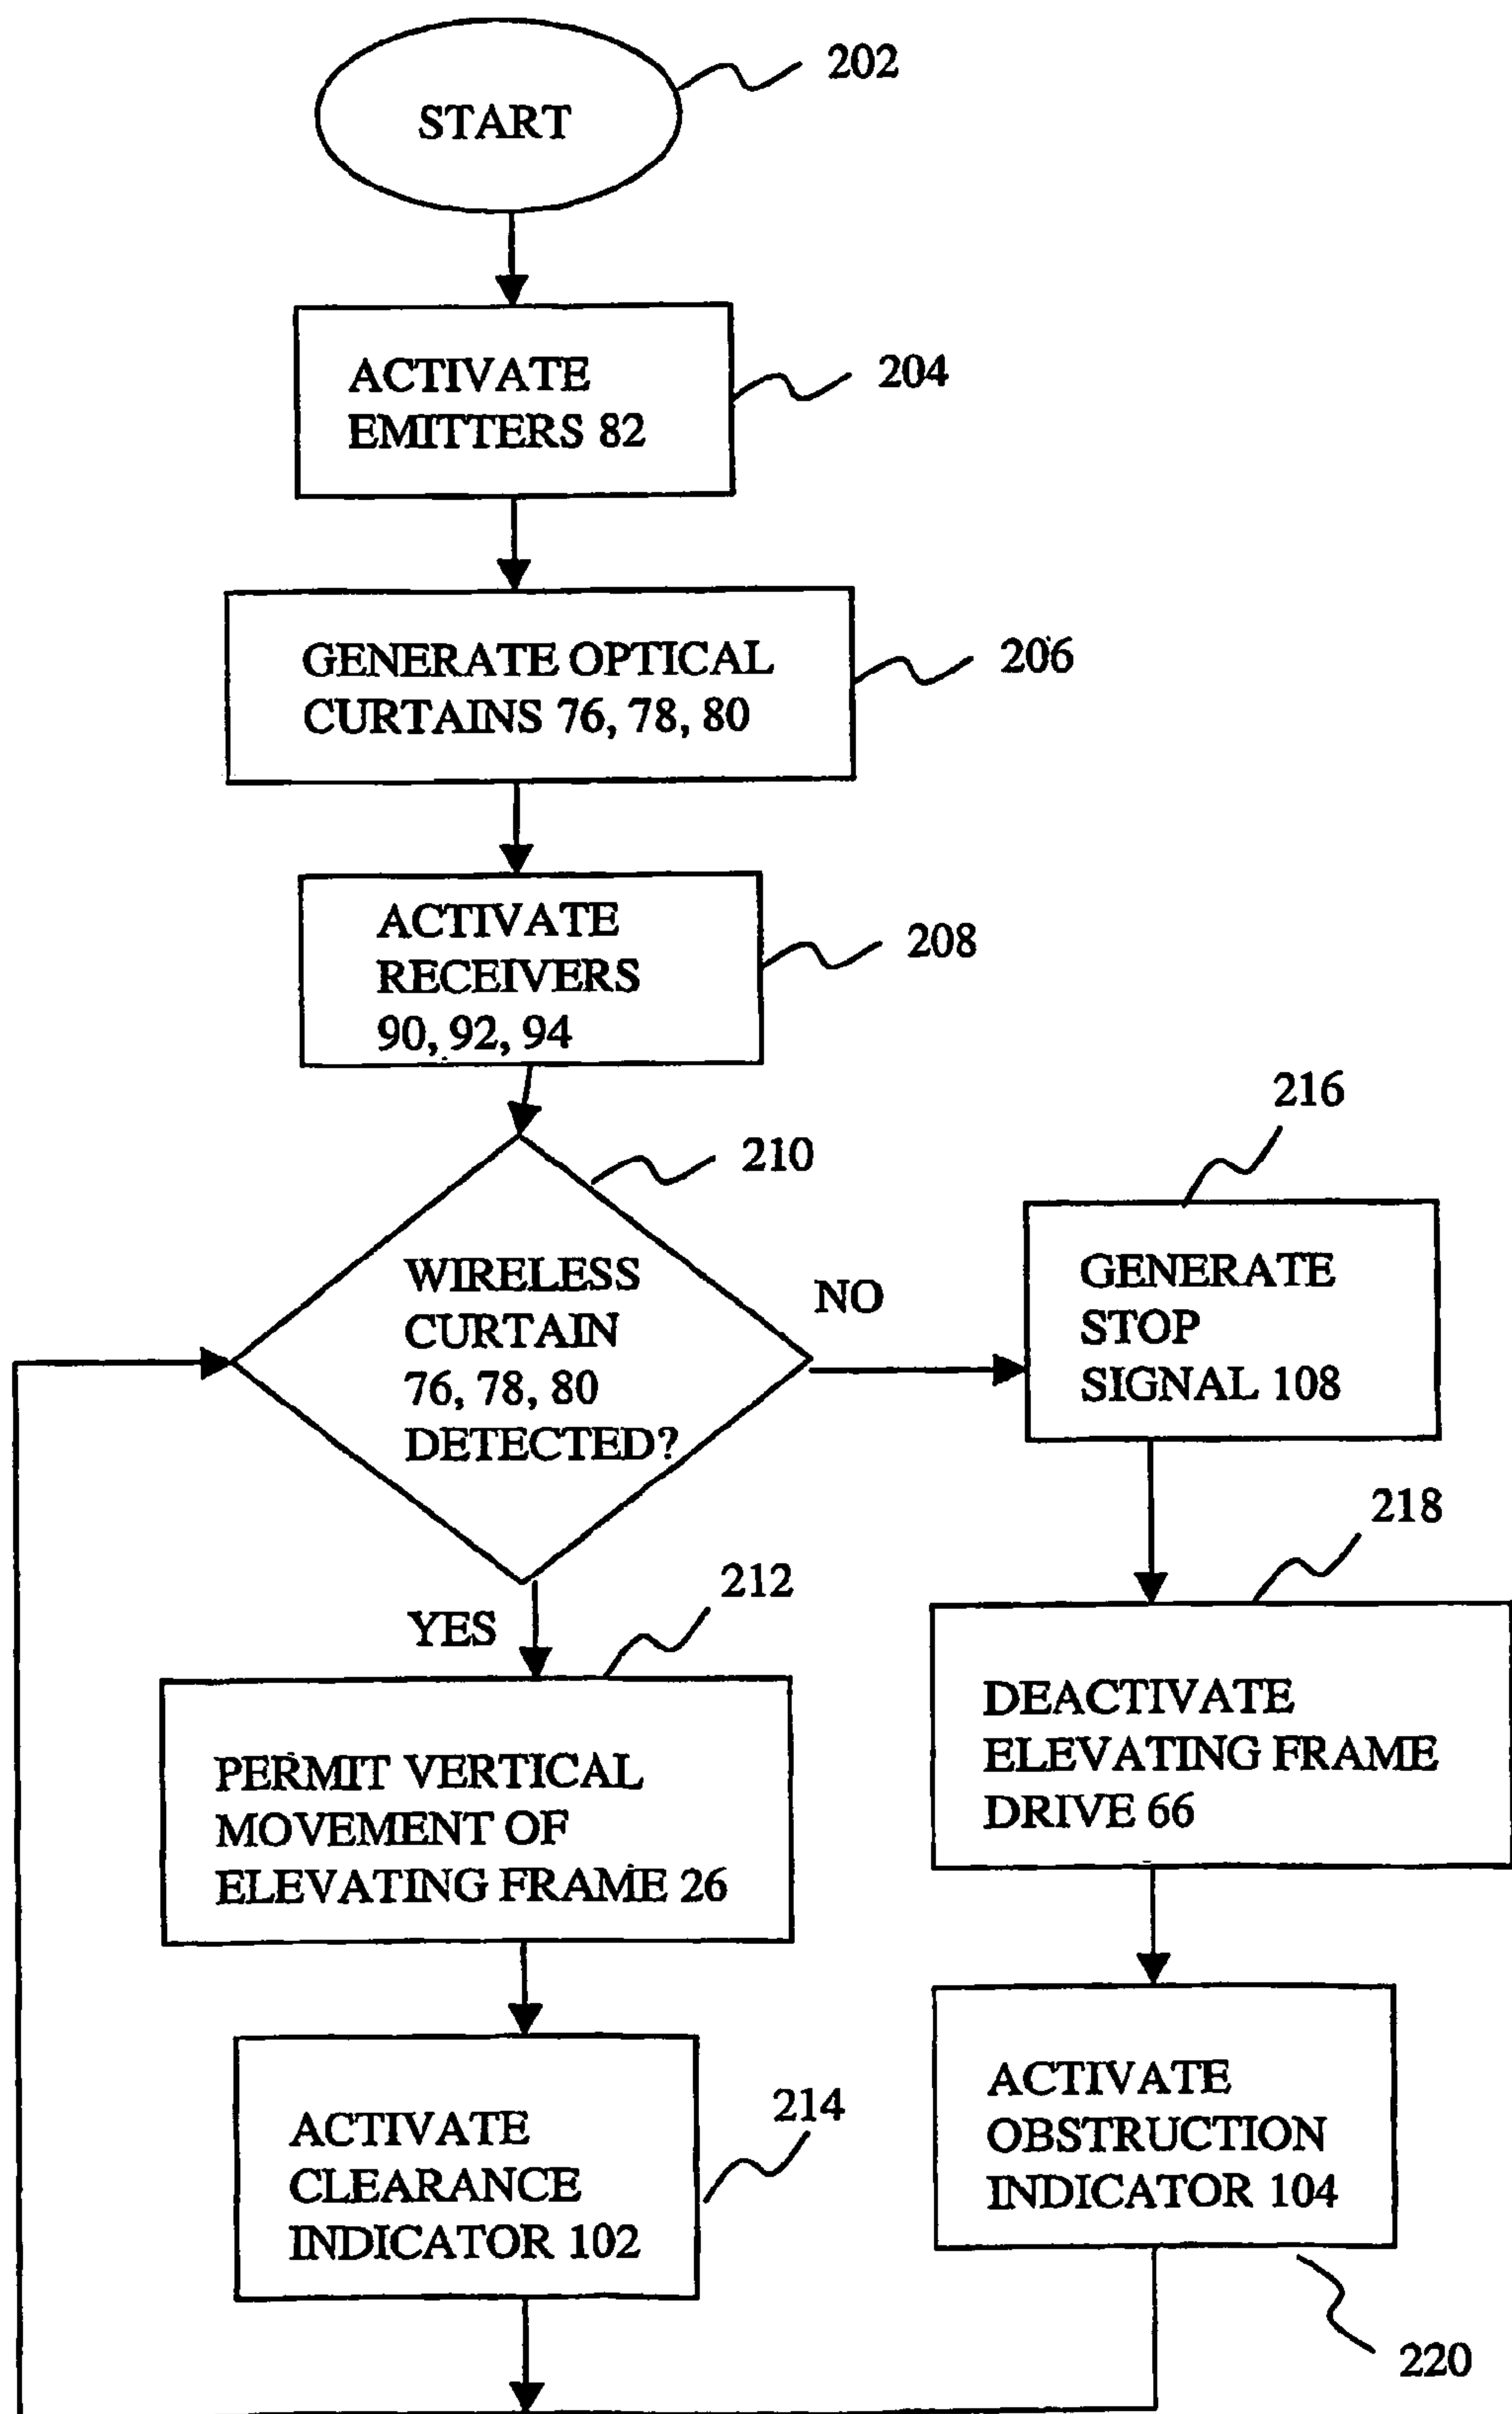 START
202
ACTIVATE
EMITTERS 82
204
GENERATE OPTICAL
CURTAINS 76, 78, 80
206
ACTIVATE
RECEIVERS
90, 92, 94
208
WIRELESS
CURTAIN
76, 78, 80
DETECTED?
210
NO
YES
216
GENERATE
STOP
SIGNAL 108
212
PERMIT VERTICAL
MOVEMENT OF
ELEVATING FRAME 26
218
DEACTIVATE
ELEVATING FRAME
DRIVE 66
ACTIVATE
CLEARANCE
INDICATOR 102
214
ACTIVATE
OBSTRUCTION
INDICATOR 104
220